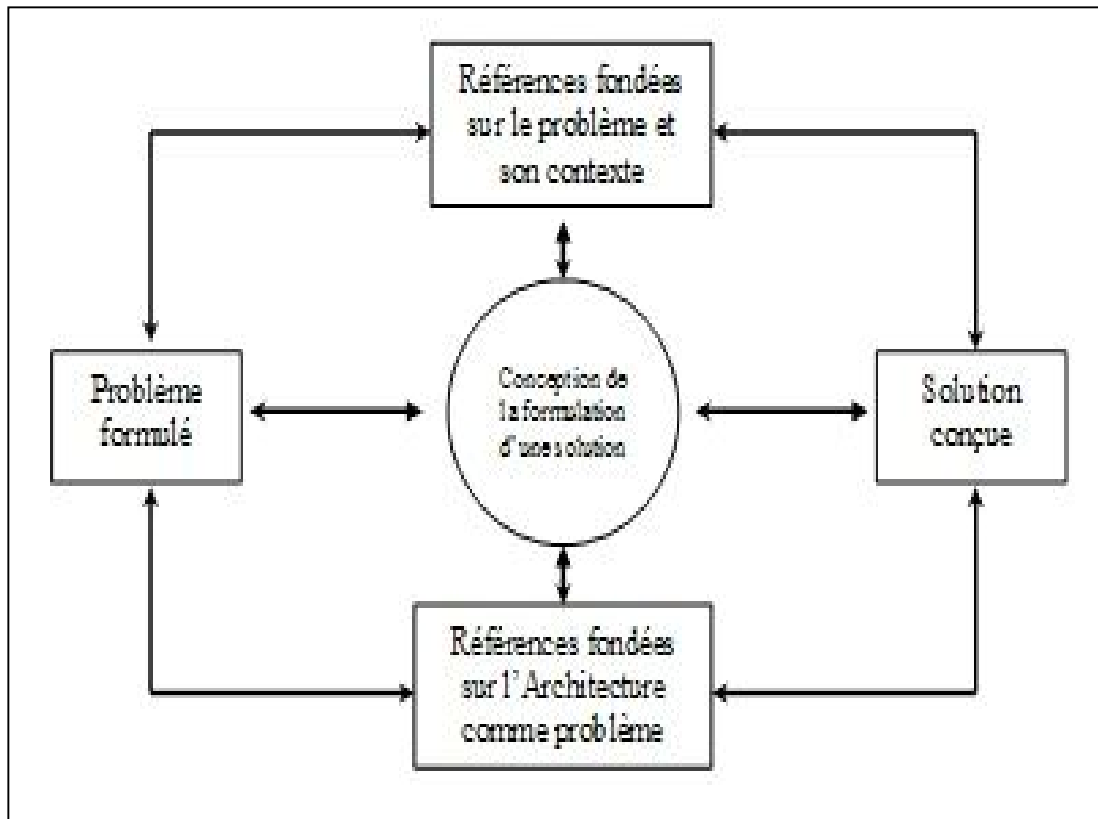 Références fondées
sur le problème et
son contexte
Problème
formulé
Conception de
la formulation
d'une solution
Solution
conçue
Références fondées
sur l'Architecture
comme problème